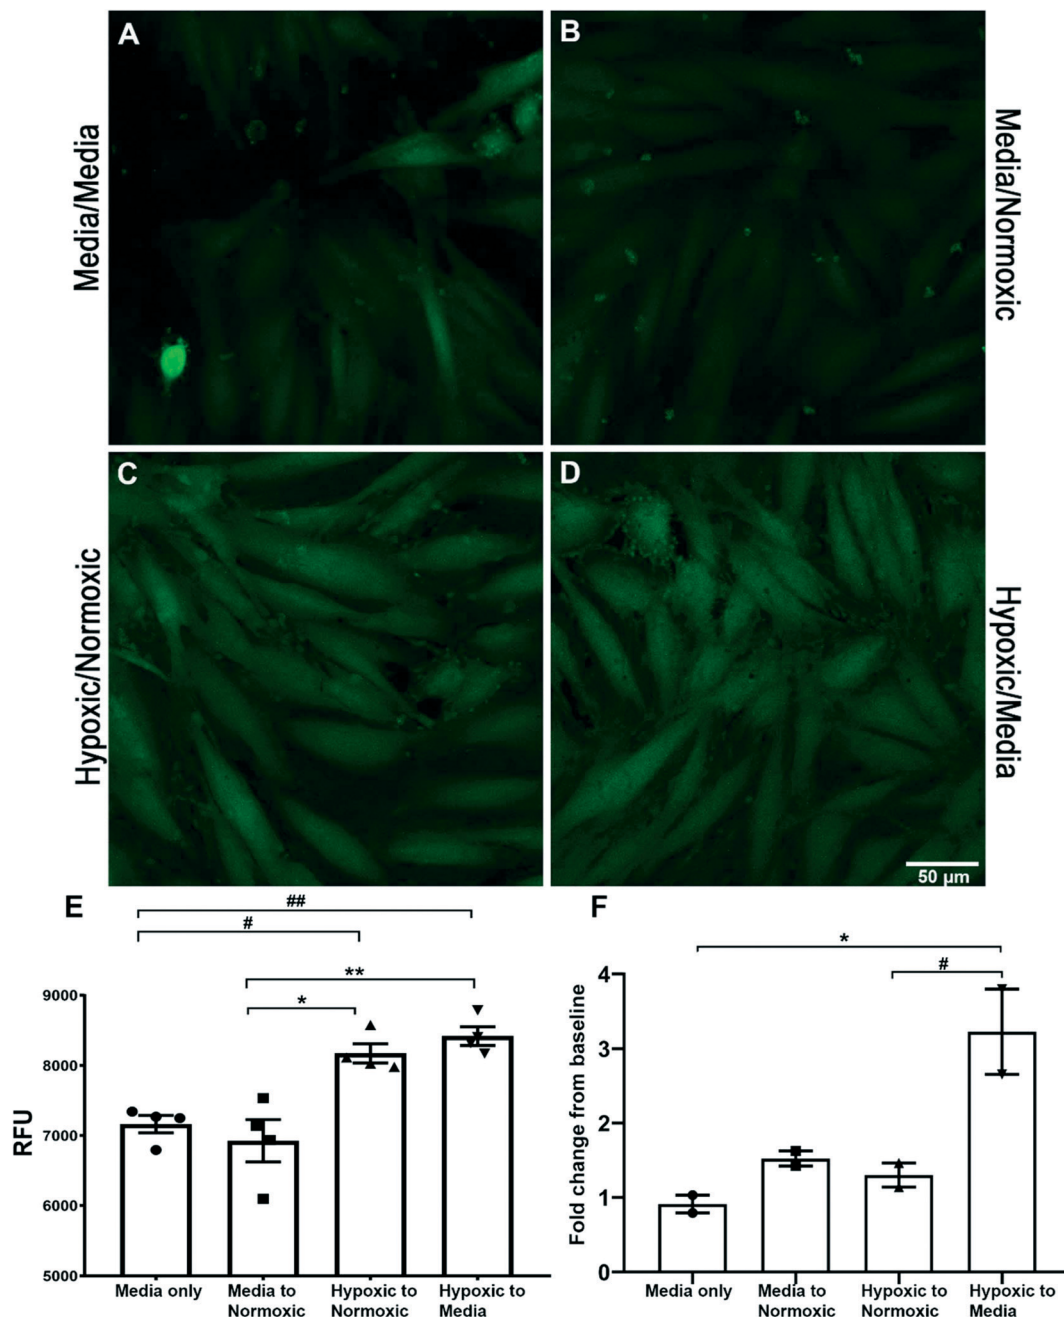 A
B
Media/Media
Media/Normoxic
C
D
Hypoxic/Normoxic
Hypoxic/Media
50 µm
E
F
##
#
**
*
*
#
9000
8000
7000
6000
5000
RFU
Media only
Media to
Normoxic
Hypoxic to
Normoxic
Hypoxic to
Media
4
3
2
1
0
Fold change from baseline
Media only
Media to
Normoxic
Hypoxic to
Normoxic
Hypoxic to
Media